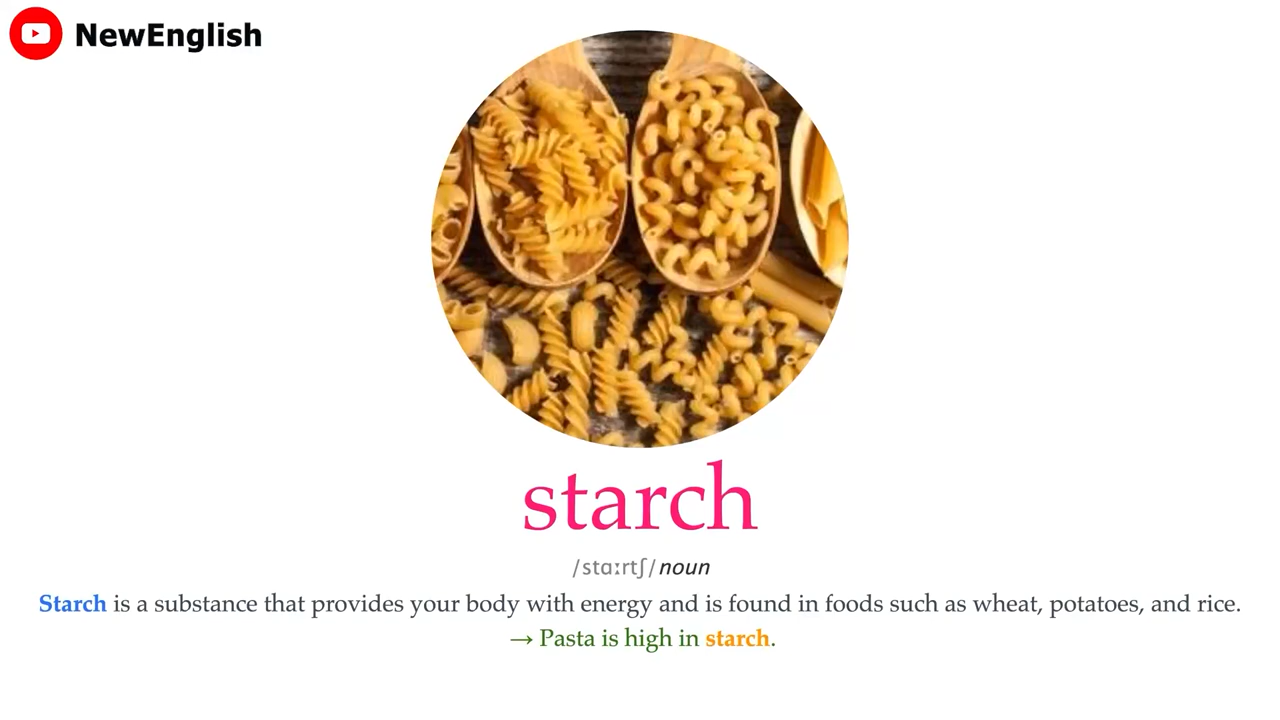 NewEnglish
starch
/stɑːrtʃ/noun
Starch is a substance that provides your body with energy and is found in foods such as wheat, potatoes, and rice.
→ Pasta is high in starch.